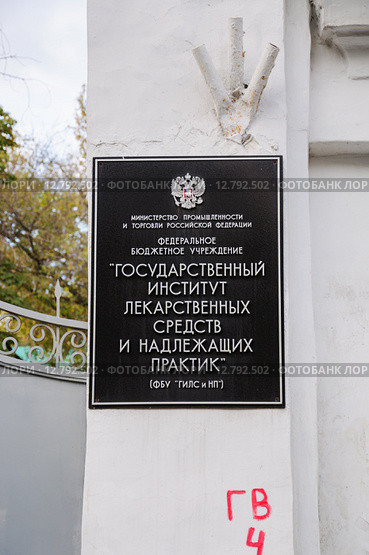 ЛОРИ · 12.792.502 · ФОТОБАНК ЛОРИ · 12.792.502 · ФОТОБАНК ЛОРИ
МИНИСТЕРСТВО ПРОМЫШЛЕННОСТИ
И ТОРГОВЛИ РОССИЙСКОЙ ФЕДЕРАЦИИ
ФЕДЕРАЛЬНОЕ
БЮДЖЕТНОЕ УЧРЕЖДЕНИЕ
"ГОСУДАРСТВЕННЫЙ
ИНСТИТУТ
ЛЕКАРСТВЕННЫХ
СРЕДСТВ
И НАДЛЕЖАЩИХ
ПРАКТИК"
ЛОРИ · 12.792.502 · ФОТОБАНК ЛОРИ · 12.792.502 · ФОТОБАНК ЛОРИ
(ФБУ "ГИЛС и НП")
ГВ
4